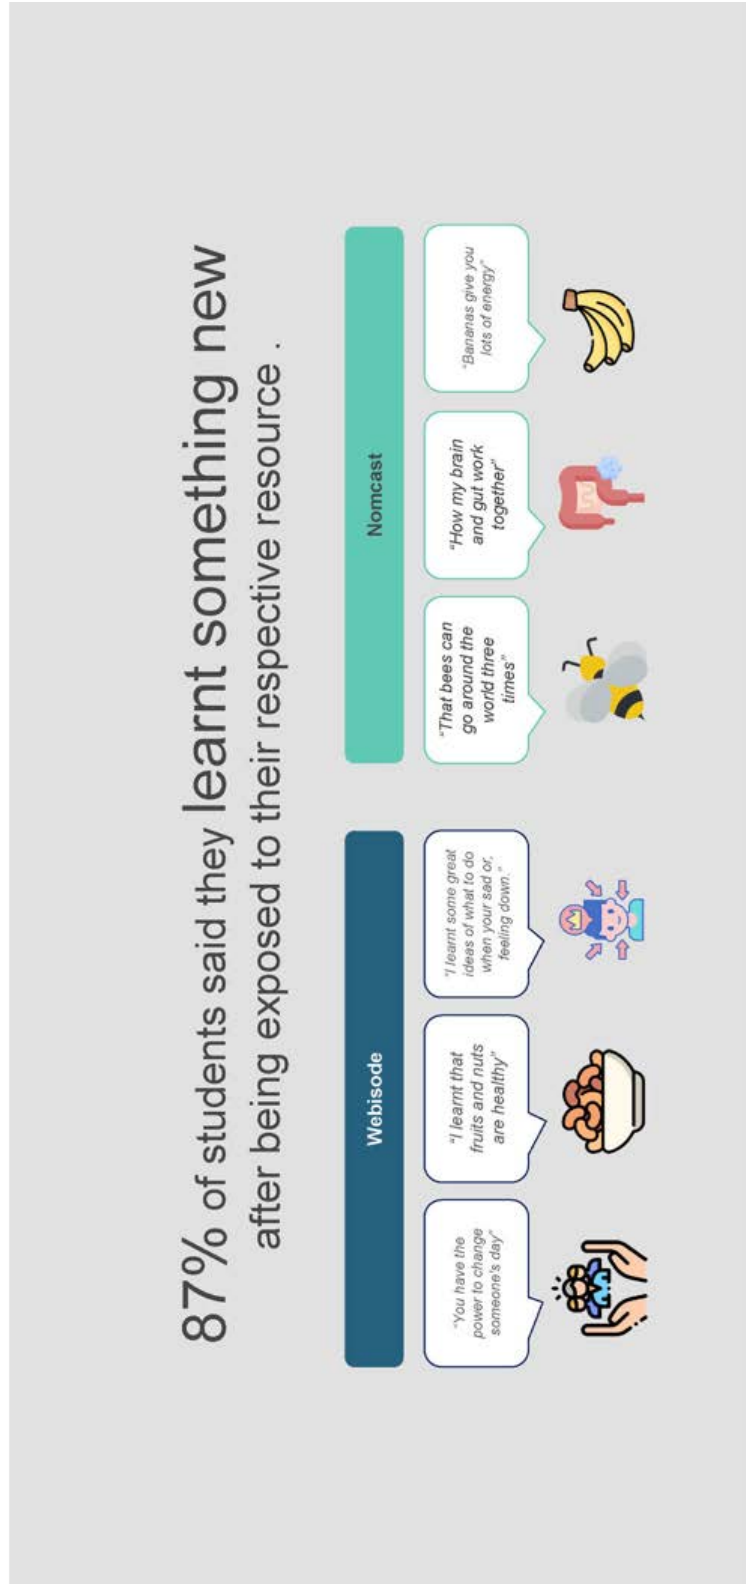 87% of students said they learnt something new
after being exposed to their respective resource .
Webisode
Nomcast
"You have the
power to change
someone's day"
"I learnt that
fruits and nuts
are healthy"
"I learnt some great
ideas of what to do
when your sad or,
feeling down."
"That bees can
go around the
world three
times"
"How my brain
and gut work
together"
"Bananas give you
lots of energy"